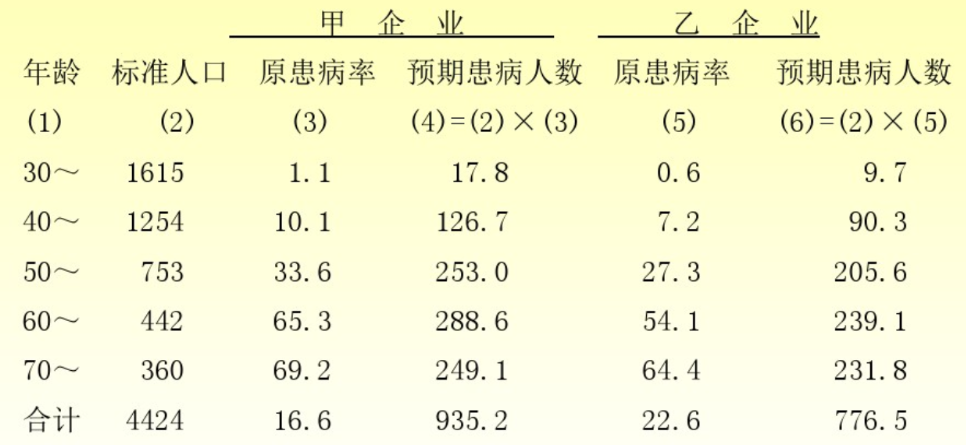 甲 企 业 乙 企 业
年龄 标准人口 原患病率 预期患病人数 原患病率 预期患病人数
(1) (2) (3) (4)=(2)×(3) (5) (6)=(2)×(5)
30～ 1615 1.1 17.8 0.6 9.7
40～ 1254 10.1 126.7 7.2 90.3
50～ 753 33.6 253.0 27.3 205.6
60～ 442 65.3 288.6 54.1 239.1
70～ 360 69.2 249.1 64.4 231.8
合计 4424 16.6 935.2 22.6 776.5